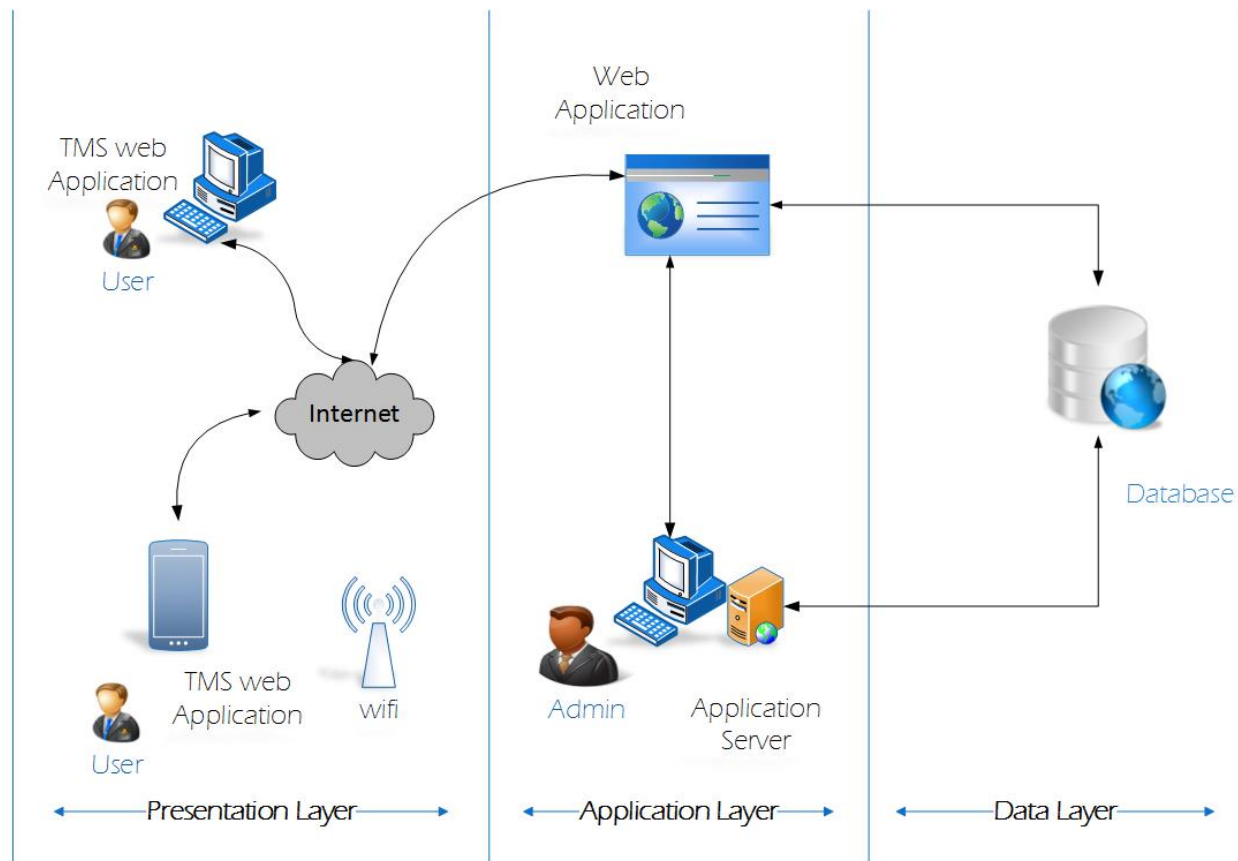 Web
Application
TMS web
Application
User
Internet
Database
TMS web
Application
User
wifi
Admin
Application
Server
Presentation Layer
Application Layer
Data Layer